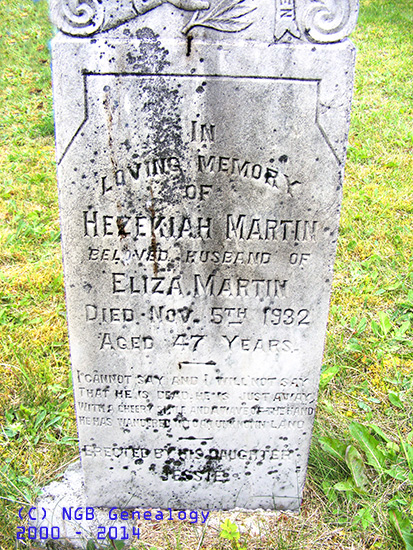 EN
IN
LOVING MEMORY
OF
HEZEKIAH MARTIN
BELOVED HUSBAND OF
ELIZA MARTIN
DIED NOV. 5TH 1932
AGED 47 YEARS.
I CANNOT SAY AND I WILL NOT SAY
THAT HE IS DEAD. HE IS JUST AWAY,
WITH A CHEERY AND A WAVE OF THE HAND
HE HAS WANDERED LAND
ERECTED BY HIS DAUGHTER
JESSIE
(C) NGB Genealogy
2000 - 2014